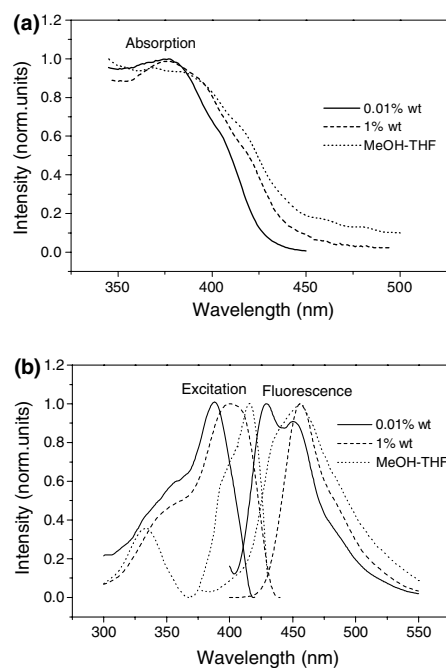 (a)
1.2
1.0
0.8
0.6
0.4
0.2
0.0
Intensity (norm.units)
Absorption
0.01% wt
1% wt
MeOH-THF
350 400 450 500
Wavelength (nm)
(b)
1.2
1.0
0.8
0.6
0.4
0.2
0.0
Intensity (norm.units)
Excitation Fluorescence
0.01% wt
1% wt
MeOH-THF
300 350 400 450 500 550
Wavelength (nm)